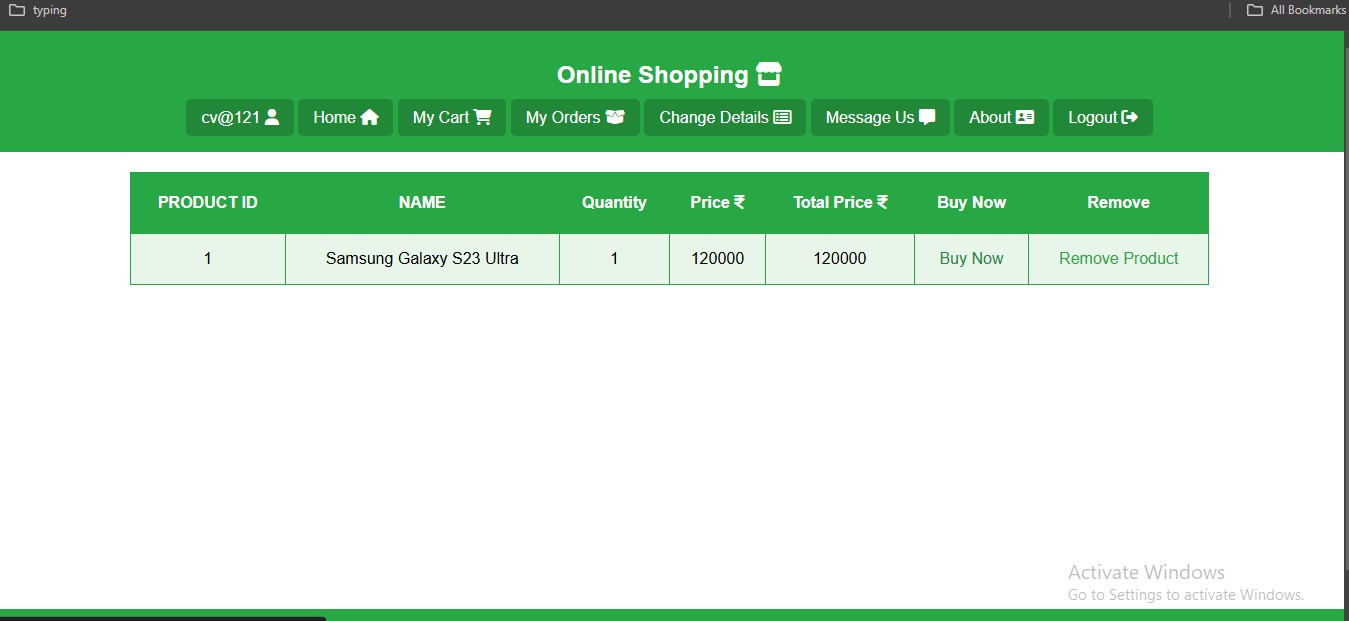 typing
All Bookmarks
Online Shopping
cv@121 Home My Cart My Orders Change Details Message Us About Logout
PRODUCT ID NAME Quantity Price ₹ Total Price ₹ Buy Now Remove
1 Samsung Galaxy S23 Ultra 1 120000 120000 Buy Now Remove Product
Activate Windows
Go to Settings to activate Windows.